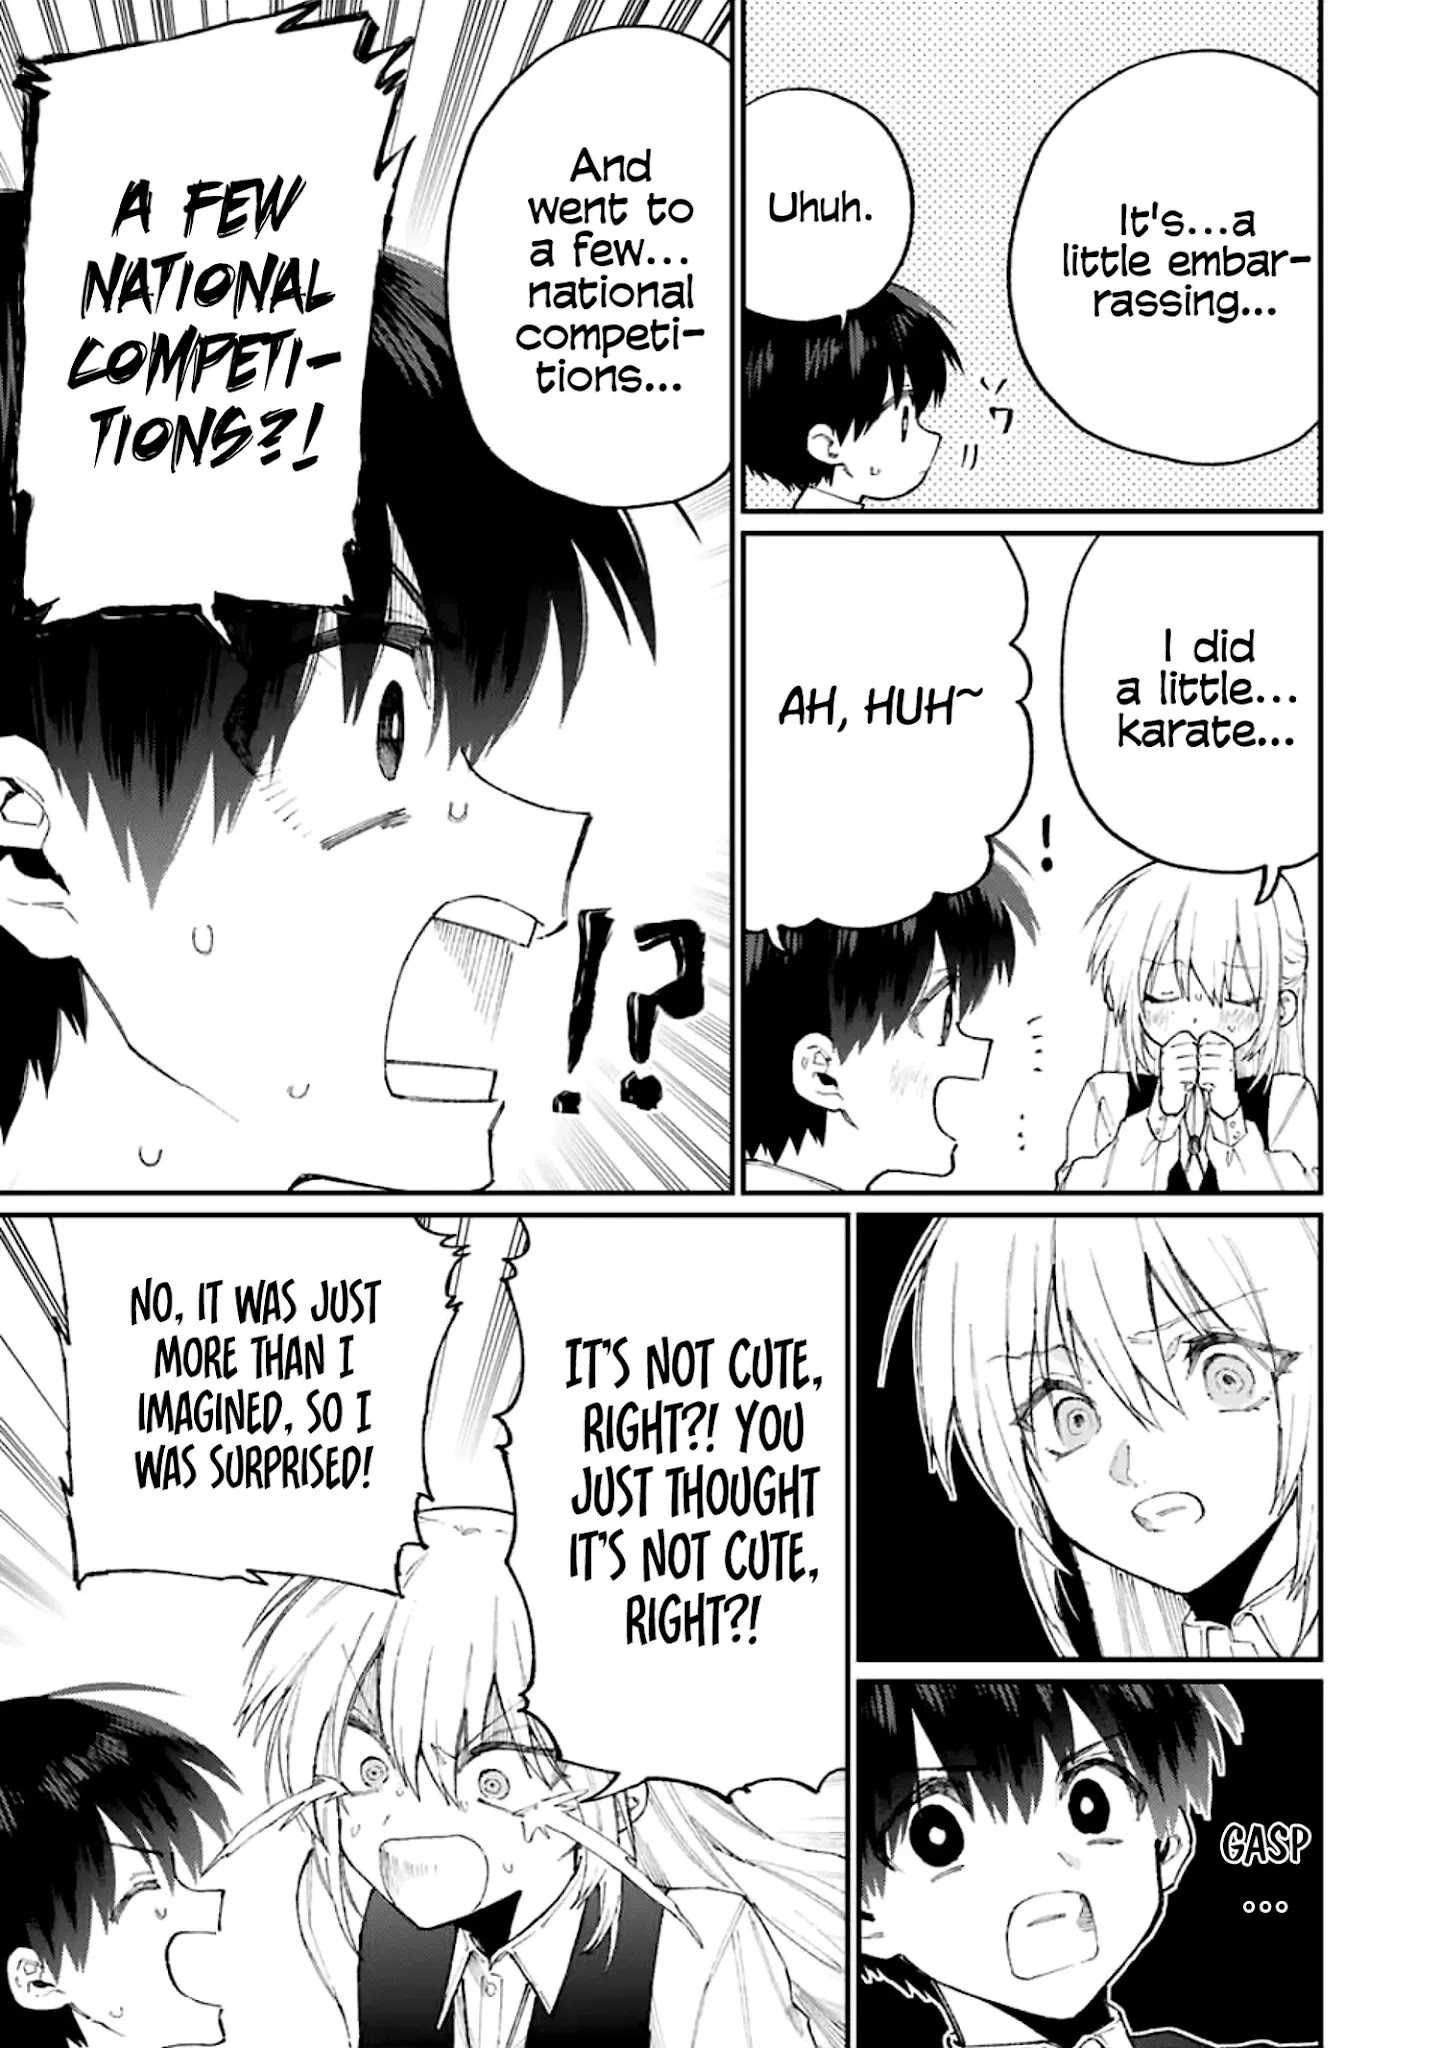 It's...a
little embar-
rassing...
Uhuh.
ワ
I did
a little...
karate...
!
AH, HUH~
And
went to
a few...
national
competi-
tions...
A FEW
NATIONAL
COMPETI-
TIONS?!
!?
GASP
...
IT'S NOT CUTE,
RIGHT?! YOU
JUST THOUGHT
IT'S NOT CUTE,
RIGHT?!
NO, IT WAS JUST
MORE THAN I
IMAGINED, SO I
WAS SURPRISED!